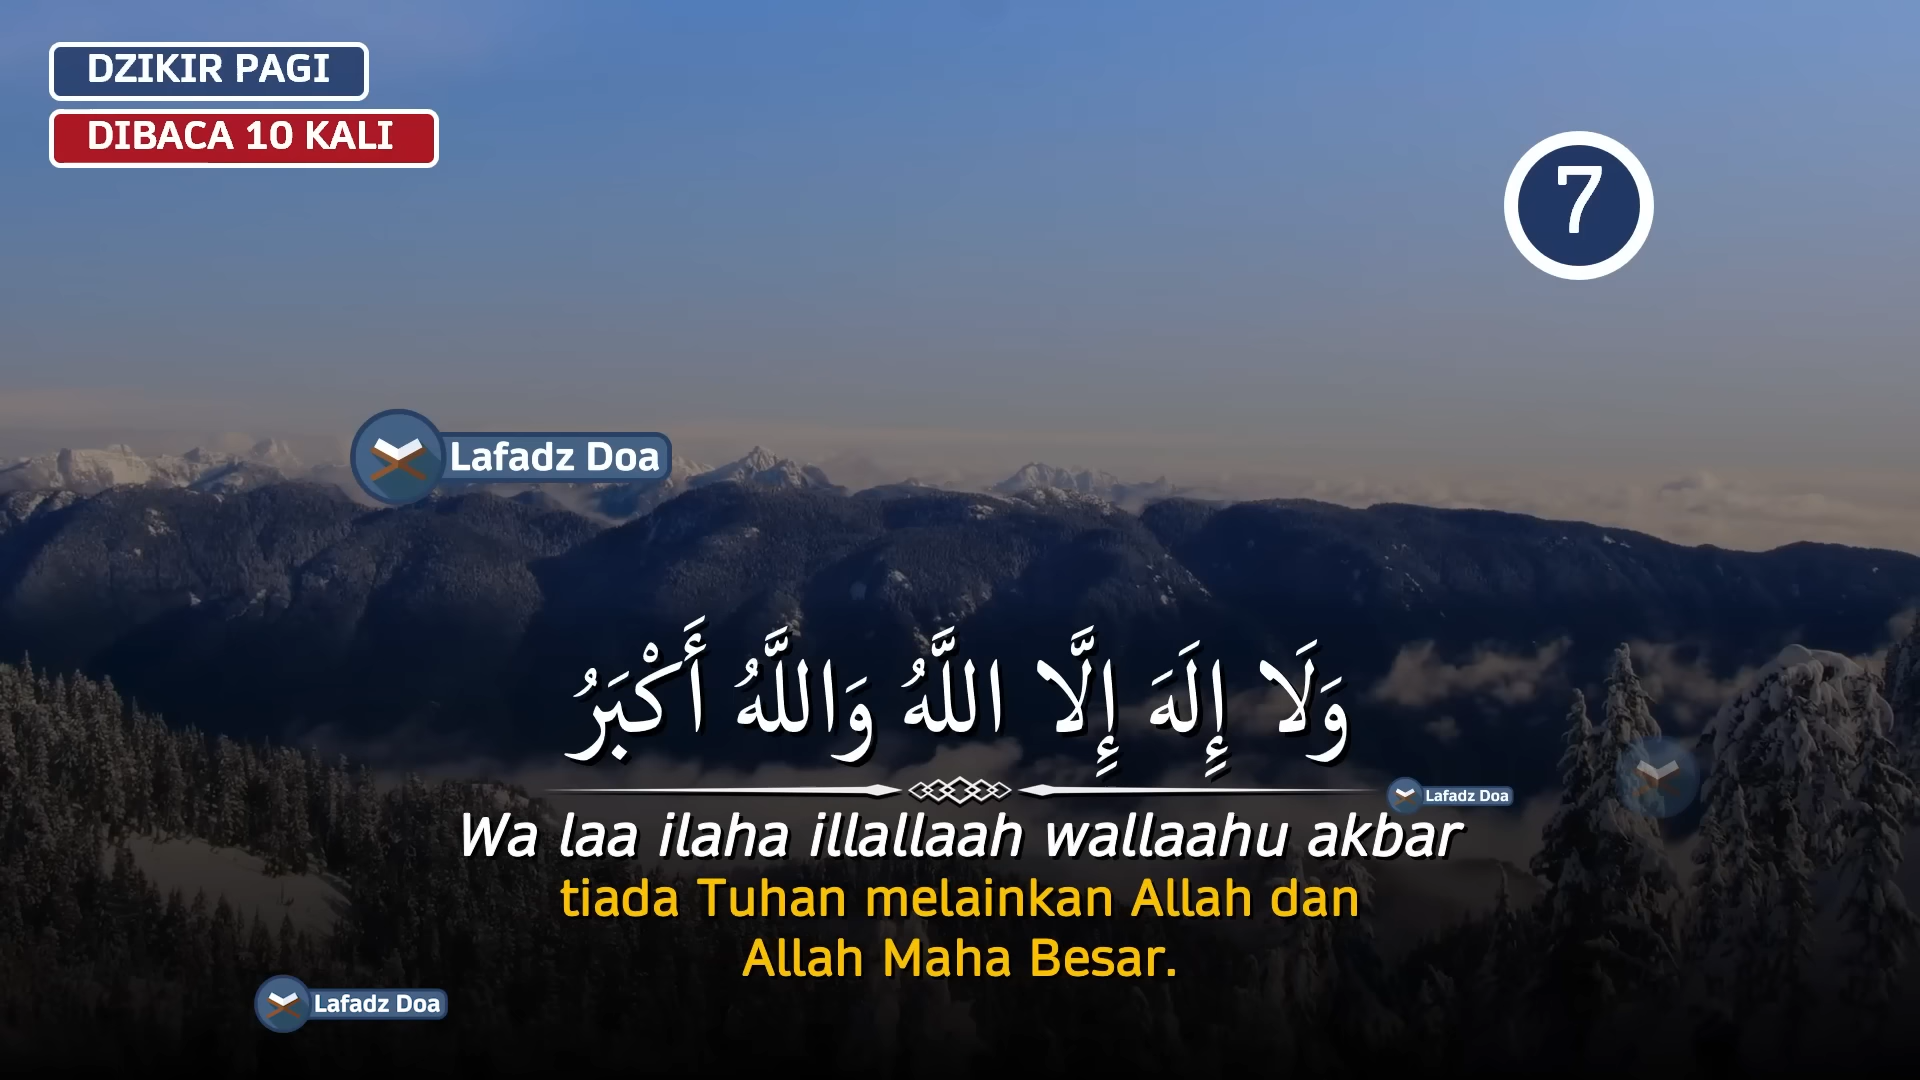 DZIKIR PAGI
DIBACA 10 KALI
7
Lafadz Doa
وَلَا إِلَهَ إِلَّا اللَّهُ وَاللَّهُ أَكْبَرُ
Lafadz Doa
Wa laa ilaha illallaah wallaahu akbar
tiada Tuhan melainkan Allah dan
Allah Maha Besar.
Lafadz Doa